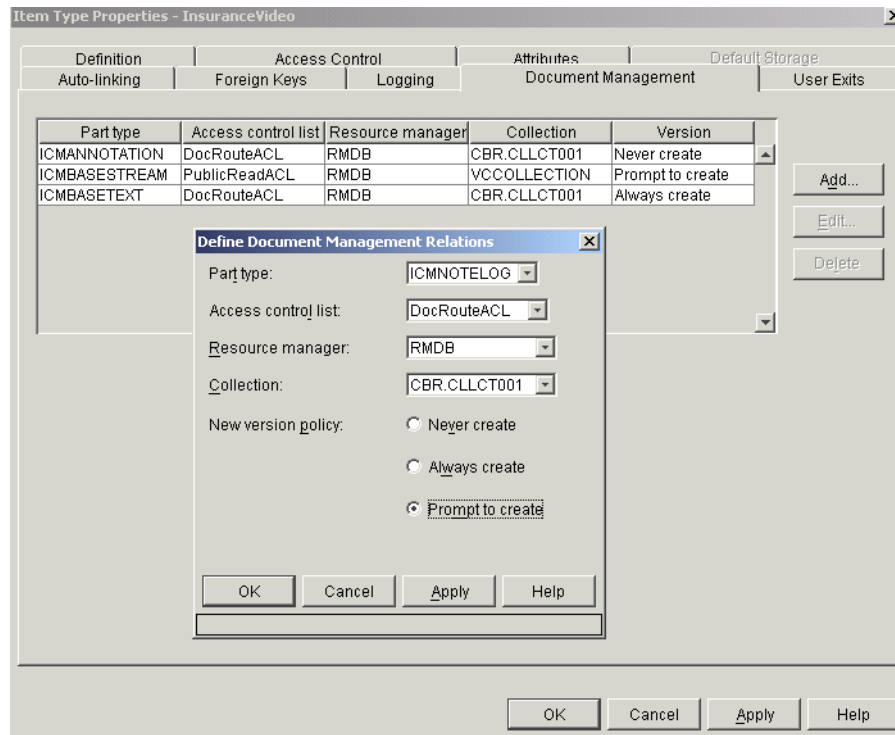 Item Type Properties - InsuranceVideo
Definition Access Control Attributes Default Storage
Auto-linking Foreign Keys Logging Document Management User Exits
Part type Access control list Resource manager Collection Version
ICMANNOTATION DocRouteACL RMDB CBR.CLLCT001 Never create
ICMBASESTREAM PublicReadACL RMDB VCCOLLECTION Prompt to create
ICMBASETEXT DocRouteACL RMDB CBR.CLLCT001 Always create
Add...
Edit...
Delete
Define Document Management Relations
Part type: ICMNOTELOG
Access control list: DocRouteACL
Resource manager: RMDB
Collection: CBR.CLLCT001
New version policy: Never create
Always create
Prompt to create
OK Cancel Apply Help
OK Cancel Apply Help